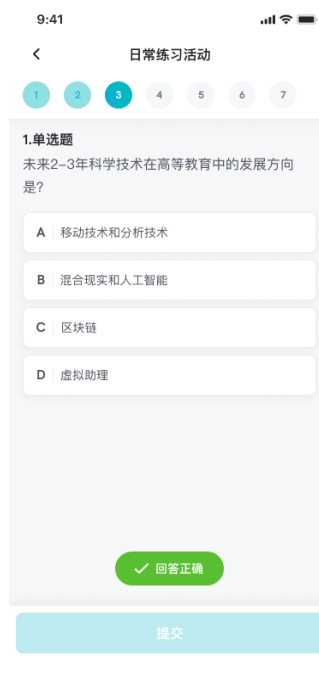 9:41
日常练习活动
1 2 3 4 5 6 7
1.单选题
未来2-3年科学技术在高等教育中的发展方向
是?
A 移动技术和分析技术
B 混合现实和人工智能
C 区块链
D 虚拟助理
回答正确
提交